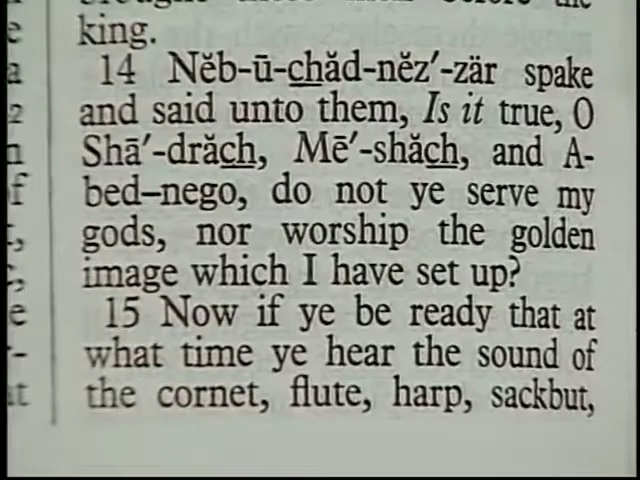 king.
14 Nĕb-ū-chăd-nĕz′-zär spake
and said unto them, Is it true, O
Shā′-drăch, Mē′-shăch, and A-
bed–nego, do not ye serve my
gods, nor worship the golden
image which I have set up?
15 Now if ye be ready that at
what time ye hear the sound of
the cornet, flute, harp, sackbut,